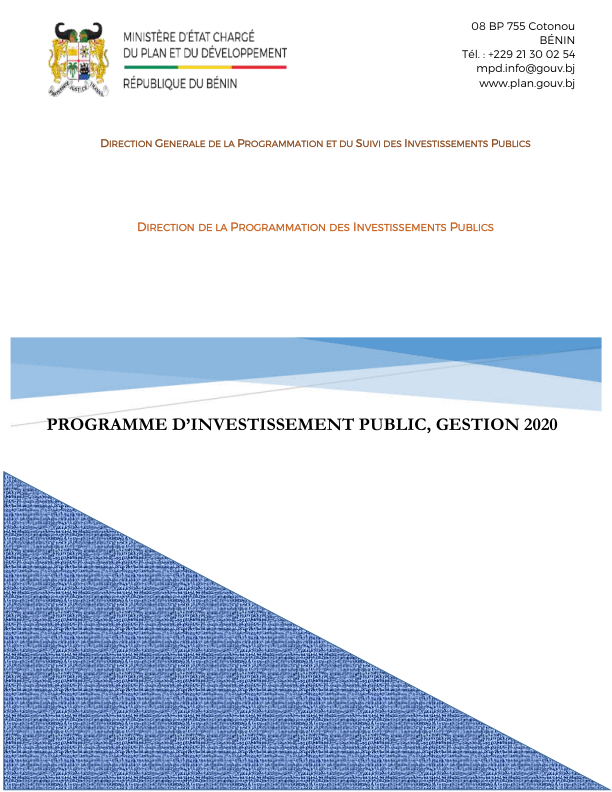 MINISTÈRE D'ÉTAT CHARGÉ
DU PLAN ET DU DÉVELOPPEMENT
RÉPUBLIQUE DU BÉNIN
08 BP 755 Cotonou
BÉNIN
Tél. : +229 21 30 02 54
mpd.info@gouv.bj
www.plan.gouv.bj
DIRECTION GENERALE DE LA PROGRAMMATION ET DU SUIVI DES INVESTISSEMENTS PUBLICS
DIRECTION DE LA PROGRAMMATION DES INVESTISSEMENTS PUBLICS
PROGRAMME D’INVESTISSEMENT PUBLIC, GESTION 2020